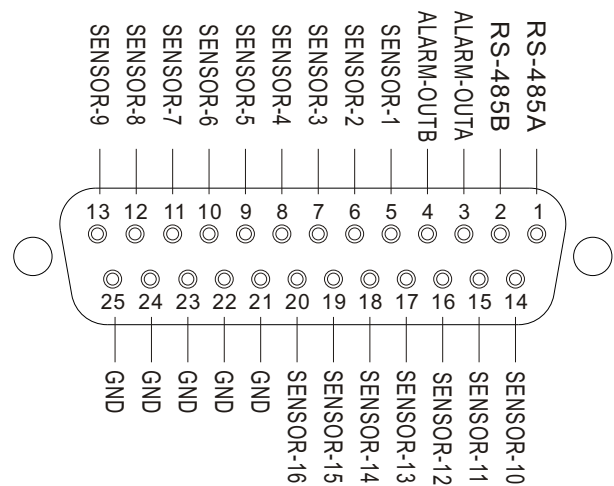 SENSOR-9
SENSOR-8
SENSOR-7
SENSOR-6
SENSOR-5
SENSOR-4
SENSOR-3
SENSOR-2
SENSOR-1
ALARM-OUTB
ALARM-OUTA
RS-485B
RS-485A
13 12 11 10 9 8 7 6 5 4 3 2 1
25 24 23 22 21 20 19 18 17 16 15 14
GND
GND
GND
GND
GND
SENSOR-16
SENSOR-15
SENSOR-14
SENSOR-13
SENSOR-12
SENSOR-11
SENSOR-10